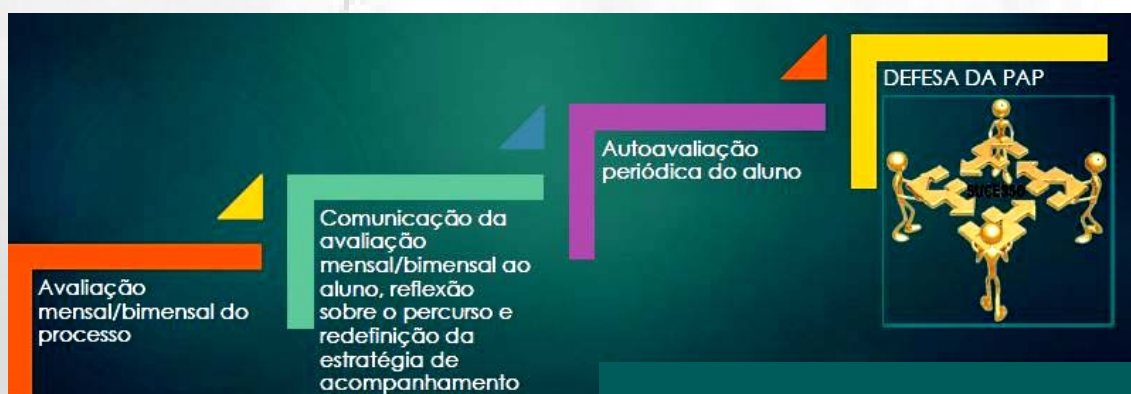 Avaliação
mensal/bimensal do
processo
Comunicação da
avaliação
mensal/bimensal ao
aluno, reflexão
sobre o percurso e
redefinição da
estratégia de
acompanhamento
Autoavaliação
periódica do aluno
DEFESA DA PAP
SUCESSO